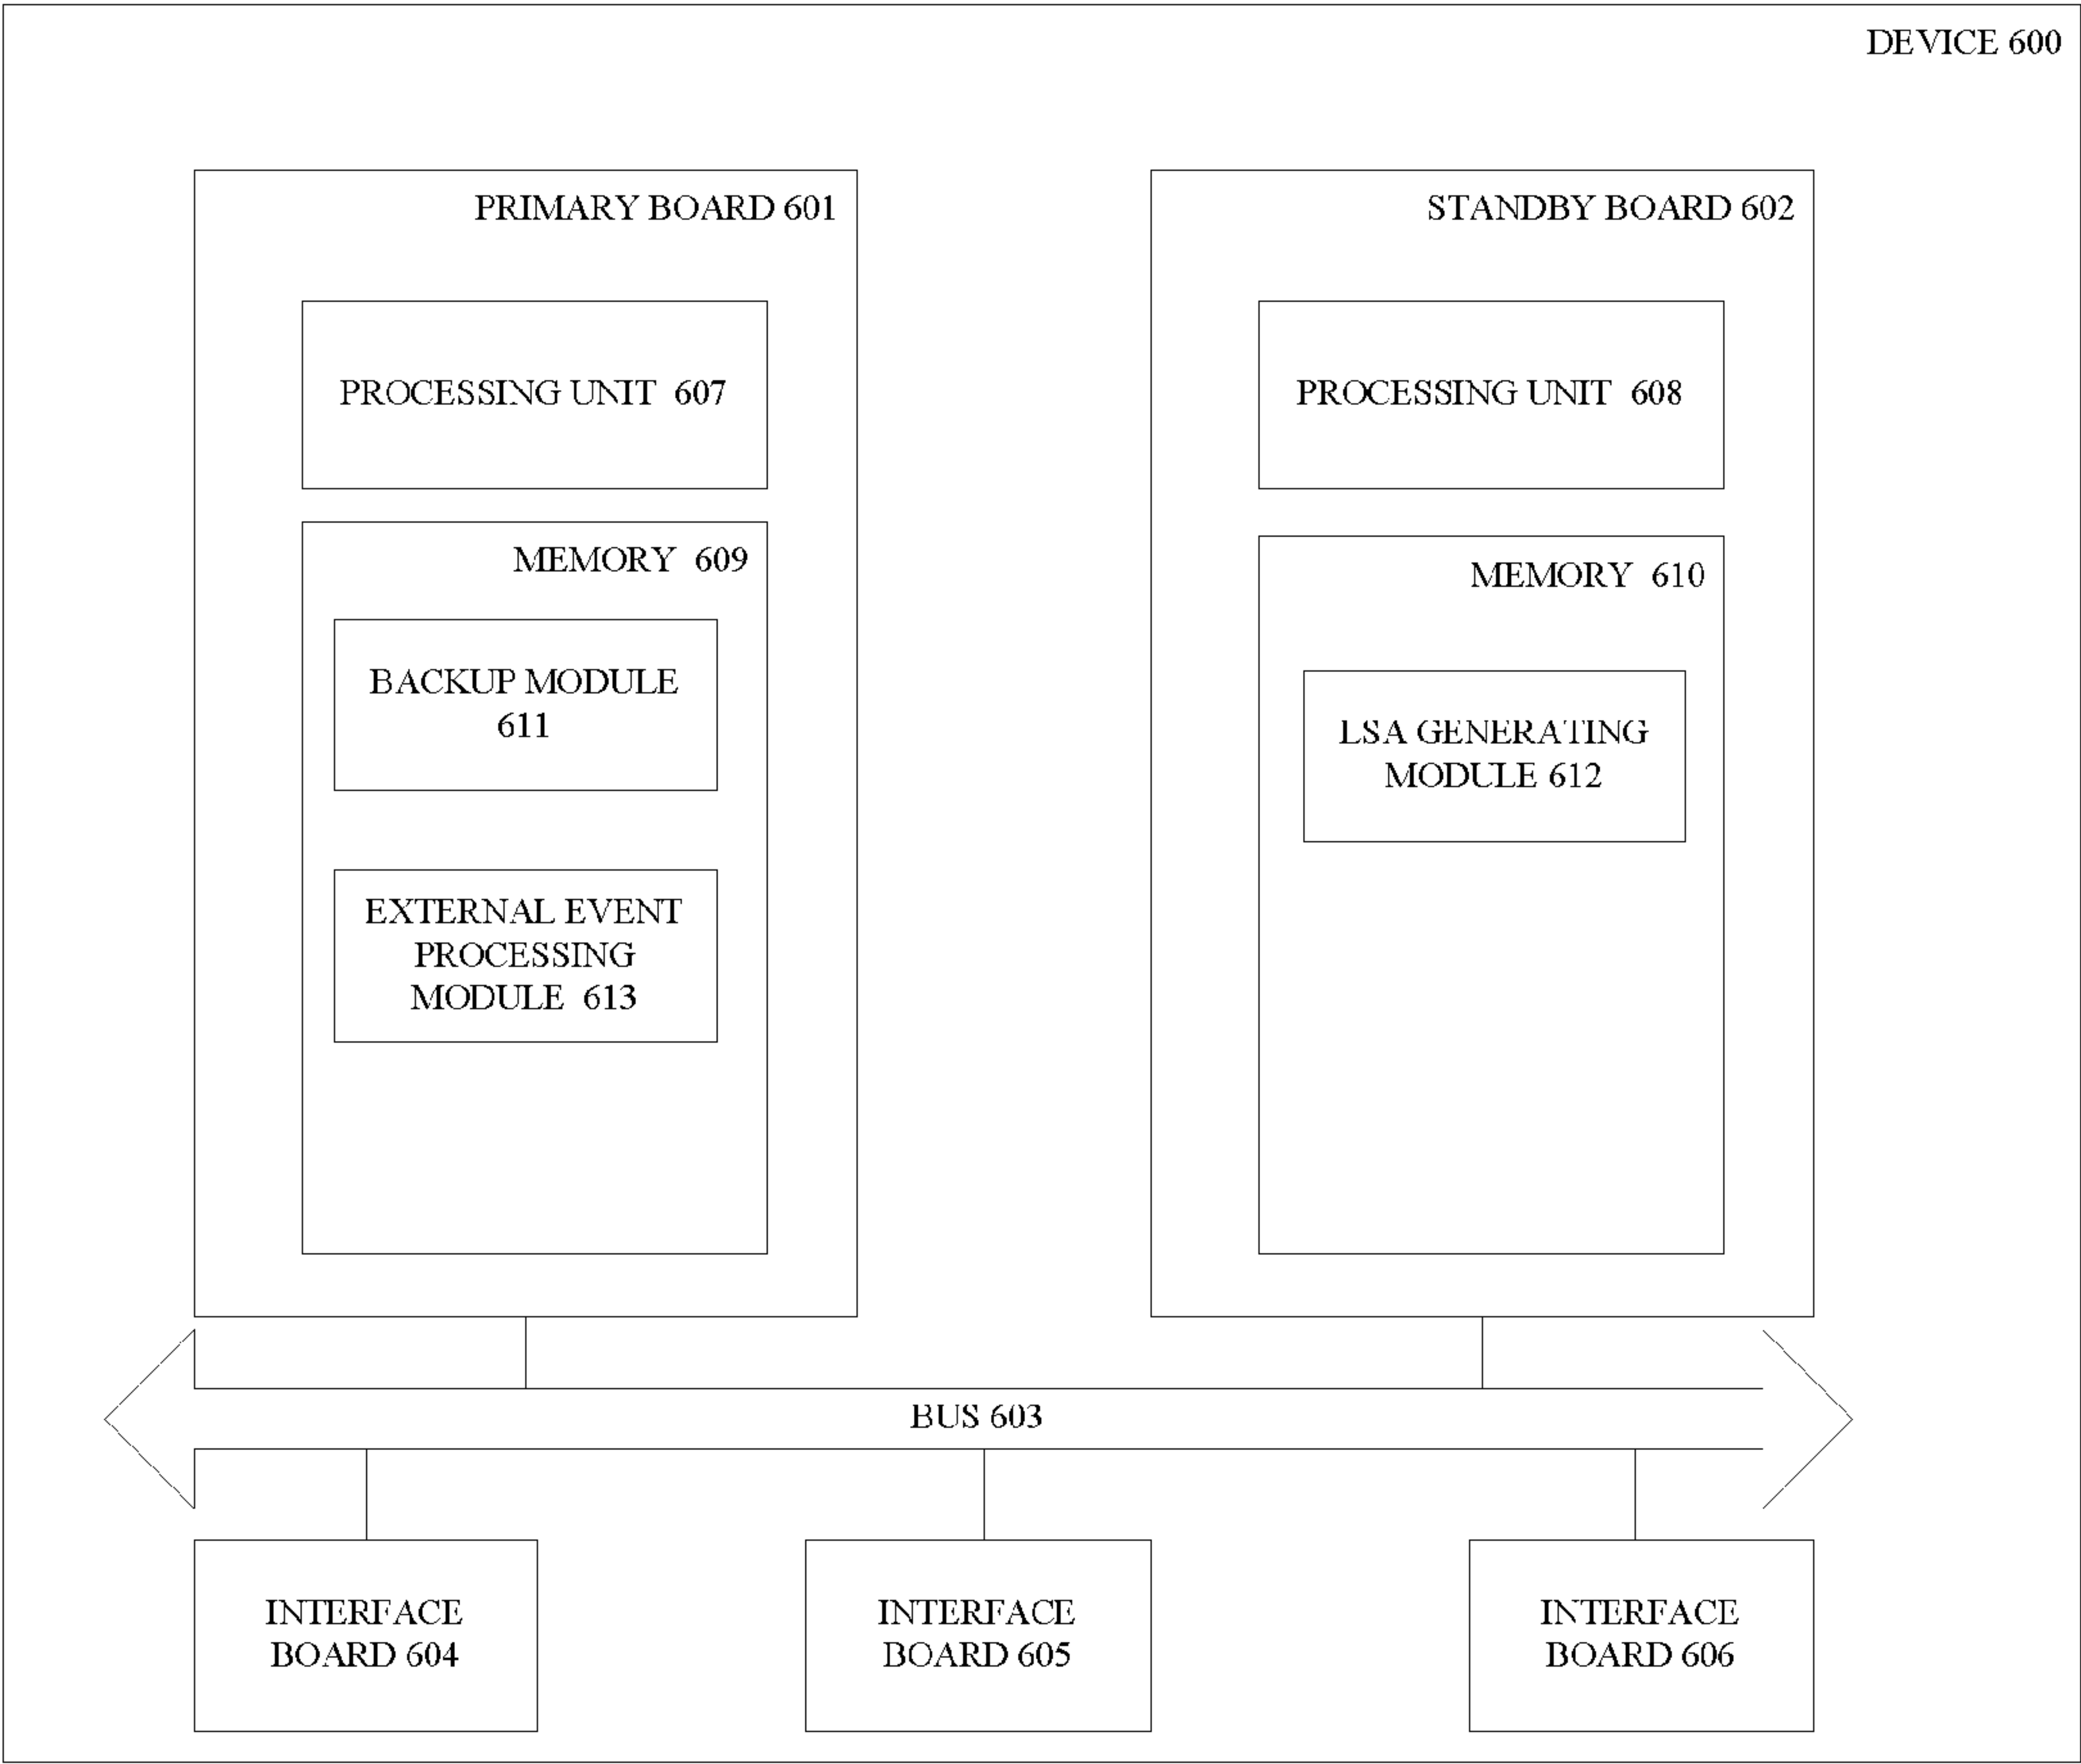 DEVICE 600
PRIMARY BOARD 601
PROCESSING UNIT 607
MEMORY 609
BACKUP MODULE
611
EXTERNAL EVENT
PROCESSING
MODULE 613
STANDBY BOARD 602
PROCESSING UNIT 608
MEMORY 610
LSA GENERATING
MODULE 612
BUS 603
INTERFACE
BOARD 604
INTERFACE
BOARD 605
INTERFACE
BOARD 606